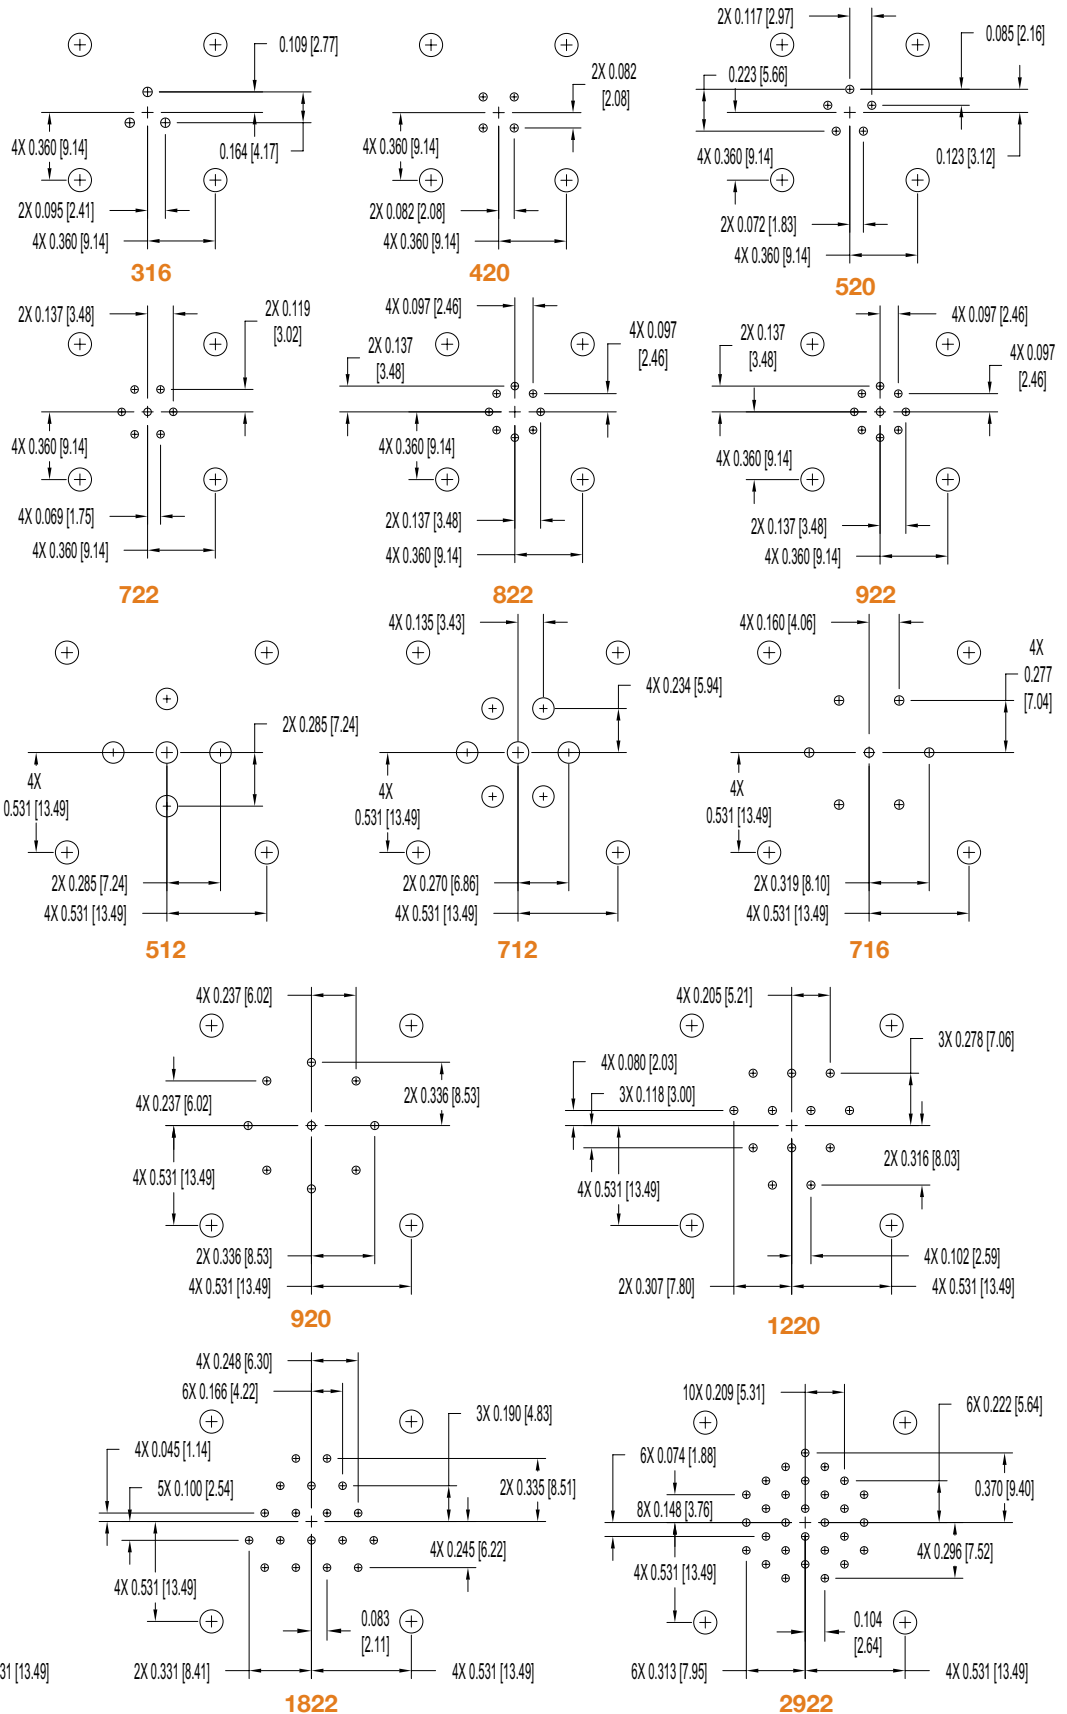 0.109 [2.77]
4X 0.360 [9.14]
0.164 [4.17]
2X 0.095 [2.41]
4X 0.360 [9.14]
316
2X 0.082
[2.08]
4X 0.360 [9.14]
2X 0.082 [2.08]
4X 0.360 [9.14]
420
2X 0.117 [2.97]
0.085 [2.16]
0.223 [5.66]
4X 0.360 [9.14]
0.123 [3.12]
2X 0.072 [1.83]
4X 0.360 [9.14]
520
2X 0.137 [3.48]
2X 0.119
[3.02]
4X 0.360 [9.14]
4X 0.069 [1.75]
4X 0.360 [9.14]
722
4X 0.097 [2.46]
2X 0.137
[3.48]
4X 0.097
[2.46]
4X 0.360 [9.14]
2X 0.137 [3.48]
4X 0.360 [9.14]
822
4X 0.097 [2.46]
2X 0.137
[3.48]
4X 0.097
[2.46]
4X 0.360 [9.14]
2X 0.137 [3.48]
4X 0.360 [9.14]
922
2X 0.285 [7.24]
4X
0.531 [13.49]
2X 0.285 [7.24]
4X 0.531 [13.49]
512
4X 0.135 [3.43]
4X 0.234 [5.94]
4X
0.531 [13.49]
2X 0.270 [6.86]
4X 0.531 [13.49]
712
4X 0.160 [4.06]
4X
0.277
[7.04]
4X
0.531 [13.49]
2X 0.319 [8.10]
4X 0.531 [13.49]
716
4X 0.237 [6.02]
4X 0.237 [6.02]
2X 0.336 [8.53]
4X 0.531 [13.49]
2X 0.336 [8.53]
4X 0.531 [13.49]
920
4X 0.205 [5.21]
3X 0.278 [7.06]
4X 0.080 [2.03]
3X 0.118 [3.00]
2X 0.316 [8.03]
4X 0.531 [13.49]
4X 0.102 [2.59]
2X 0.307 [7.80]
4X 0.531 [13.49]
1220
4X 0.248 [6.30]
6X 0.166 [4.22]
3X 0.190 [4.83]
4X 0.045 [1.14]
5X 0.100 [2.54]
2X 0.335 [8.51]
4X 0.245 [6.22]
4X 0.531 [13.49]
0.083
[2.11]
31 [13.49]
2X 0.331 [8.41]
4X 0.531 [13.49]
1822
10X 0.209 [5.31]
6X 0.222 [5.64]
6X 0.074 [1.88]
0.370 [9.40]
8X 0.148 [3.76]
4X 0.296 [7.52]
4X 0.531 [13.49]
0.104
[2.64]
6X 0.313 [7.95]
4X 0.531 [13.49]
2922